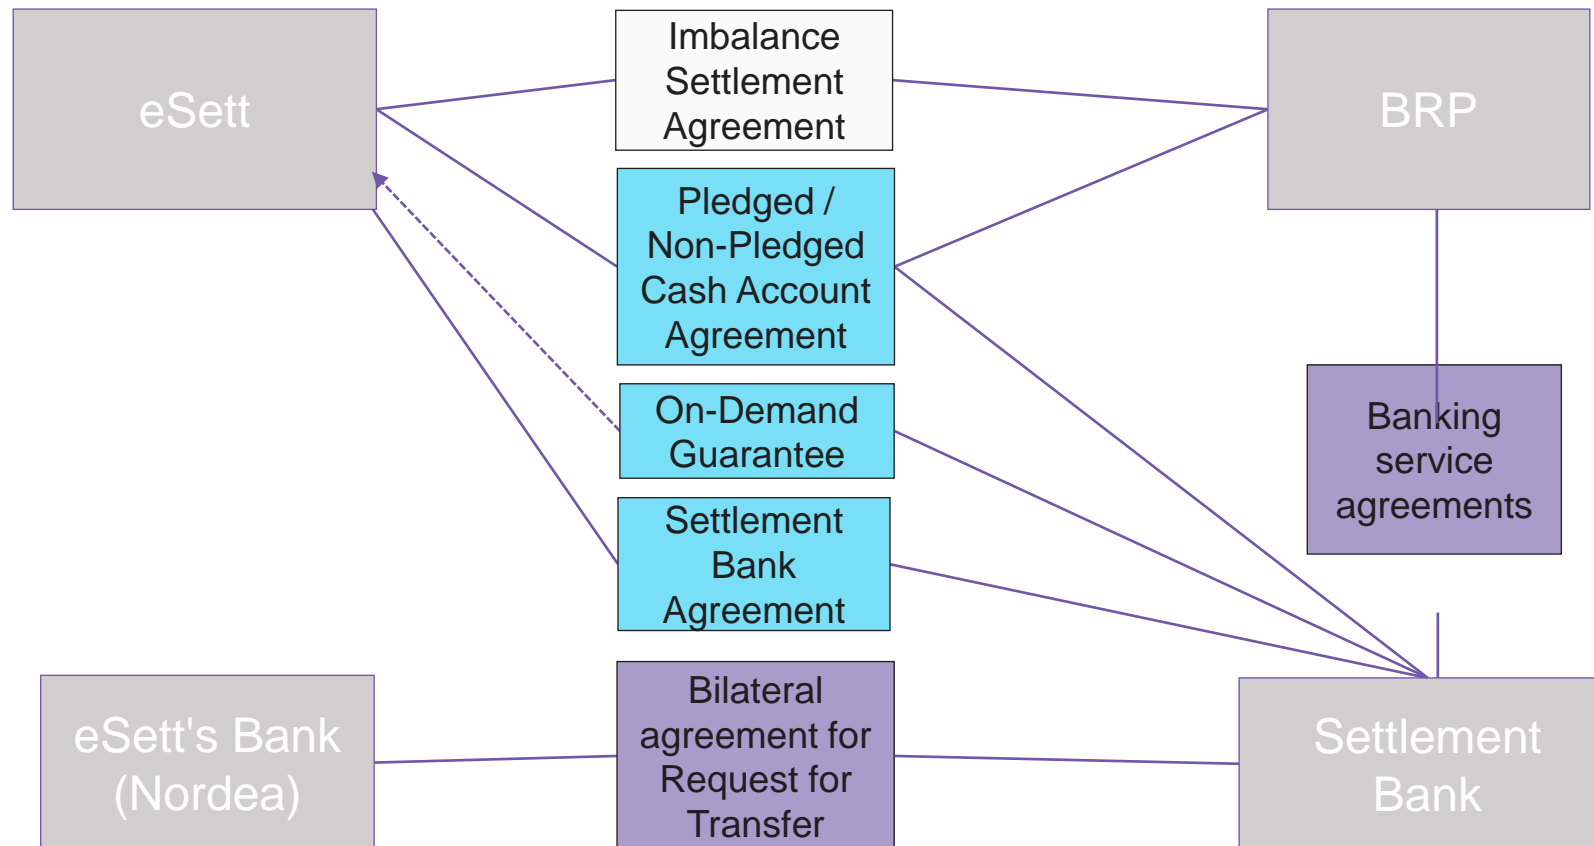 eSett
Imbalance
Settlement
Agreement
BRP
Pledged /
Non-Pledged
Cash Account
Agreement
On-Demand
Guarantee
Banking
service
agreements
Settlement
Bank
Agreement
eSett's Bank
(Nordea)
Bilateral
agreement for
Request for
Transfer
Settlement
Bank